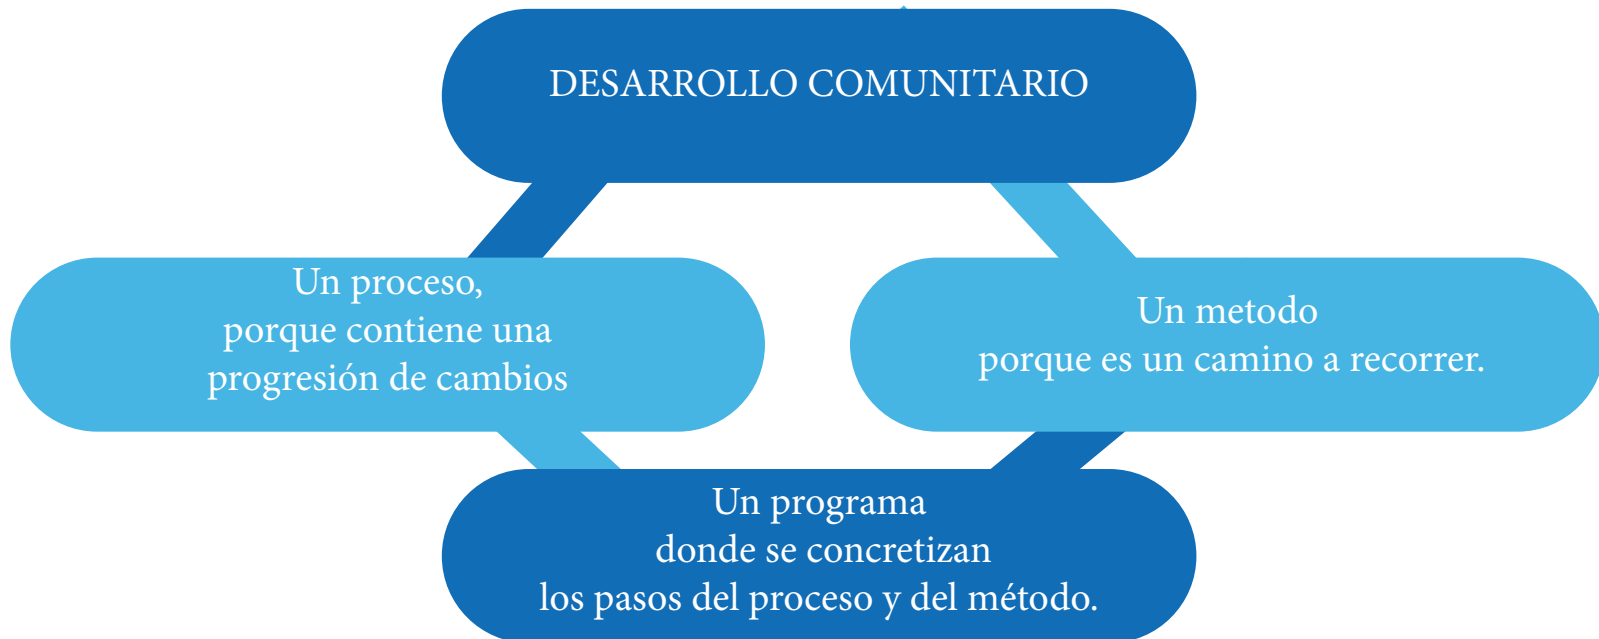 DESARROLLO COMUNITARIO
Un proceso,
porque contiene una
progresión de cambios
Un metodo
porque es un camino a recorrer.
Un programa
donde se concretizan
los pasos del proceso y del método.